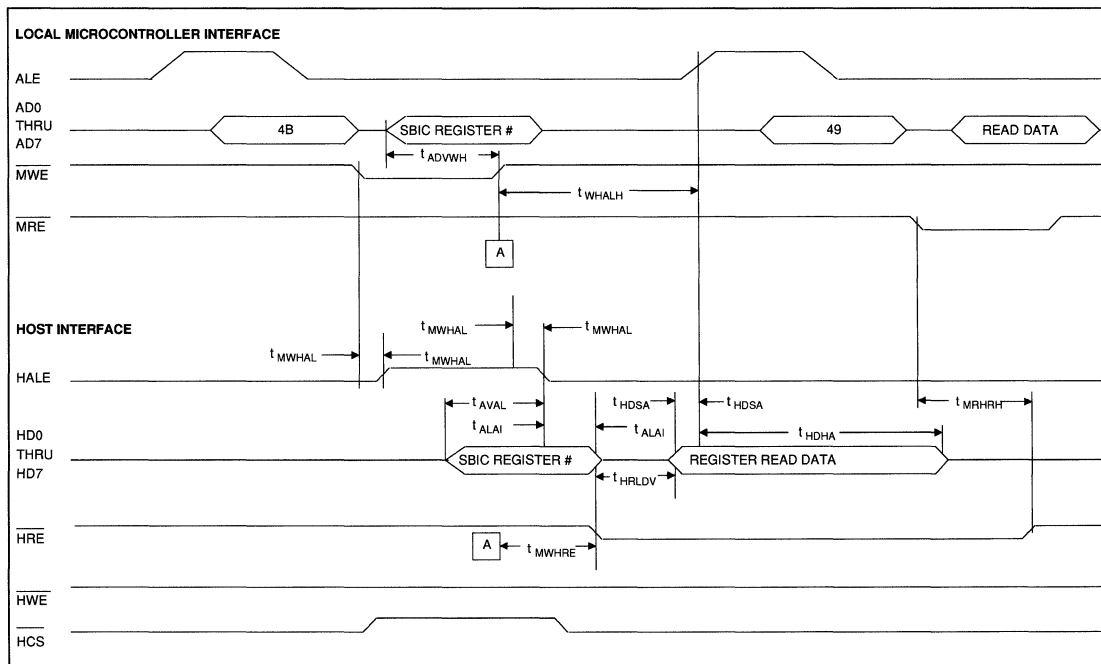 LOCAL MICROCONTROLLER INTERFACE
ALE
AD0
THRU
AD7
4B
SBIC REGISTER #
49
READ DATA
t ADVWH
MWE
t WHALH
MRE
A
HOST INTERFACE
t MWHAL
t MWHAL
t MWHAL
t MWHAL
HALE
t AVAL
t HDSA
t HDSA
t MRHRH
t ALAI
t ALAI
t HDHA
HD0
THRU
HD7
SBIC REGISTER #
REGISTER READ DATA
t HRLDV
HRE
A
t MWHRE
HWE
HCS